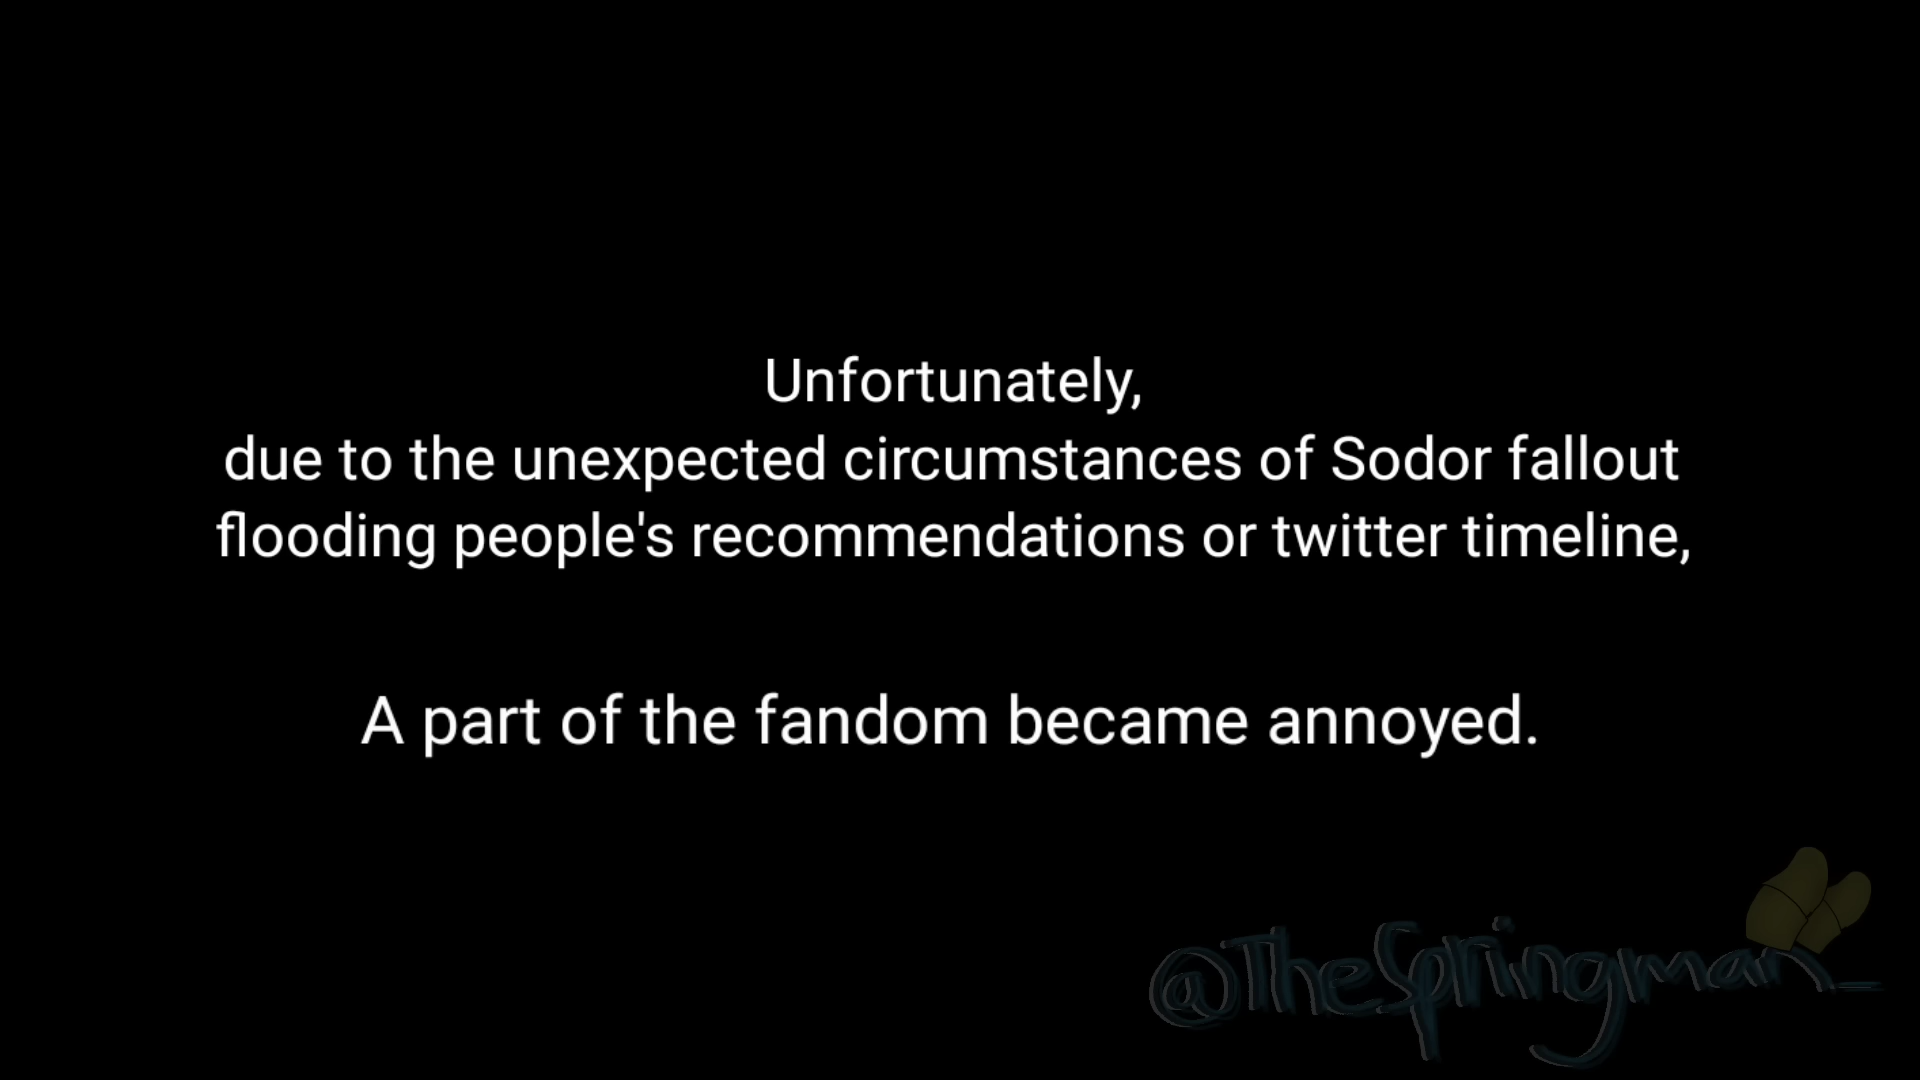 Unfortunately,
due to the unexpected circumstances of Sodor fallout
flooding people's recommendations or twitter timeline,
A part of the fandom became annoyed.
@TheSpringman_